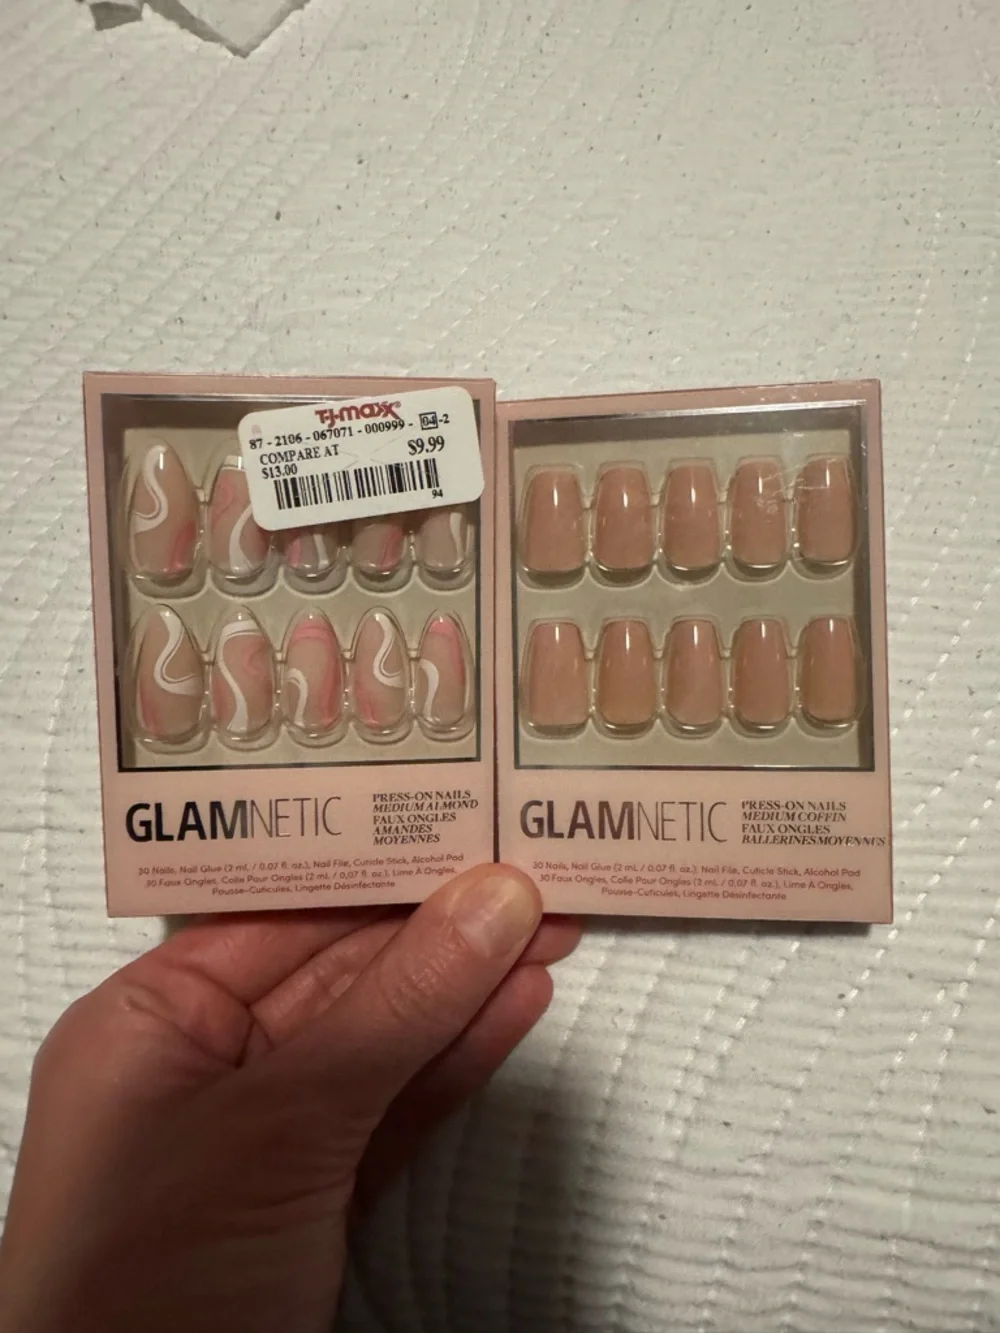 T·J·maxx
87 - 2106 - 067071 - 000999 - 04 -2
COMPARE AT
$9.99
$13.00
94
GLAMNETIC
PRESS-ON NAILS
MEDIUM ALMOND
FAUX ONGLES
AMANDES
MOYENNES
30 Nails, Nail Glue (2 mL / 0.07 fl. oz.), Nail File, Cuticle Stick, Alcohol Pad
30 Faux Ongles, Colle Pour Ongles (2 mL / 0,07 fl. oz.), Lime À Ongles,
Pousse-Cuticules, Lingette Désinfectante
GLAMNETIC
PRESS-ON NAILS
MEDIUM COFFIN
FAUX ONGLES
BALLERINES MOYENNES
30 Nails, Nail Glue (2 mL / 0.07 fl. oz.), Nail File, Cuticle Stick, Alcohol Pad
30 Faux Ongles, Colle Pour Ongles (2 mL / 0,07 fl. oz.), Lime À Ongles,
Pousse-Cuticules, Lingette Désinfectante